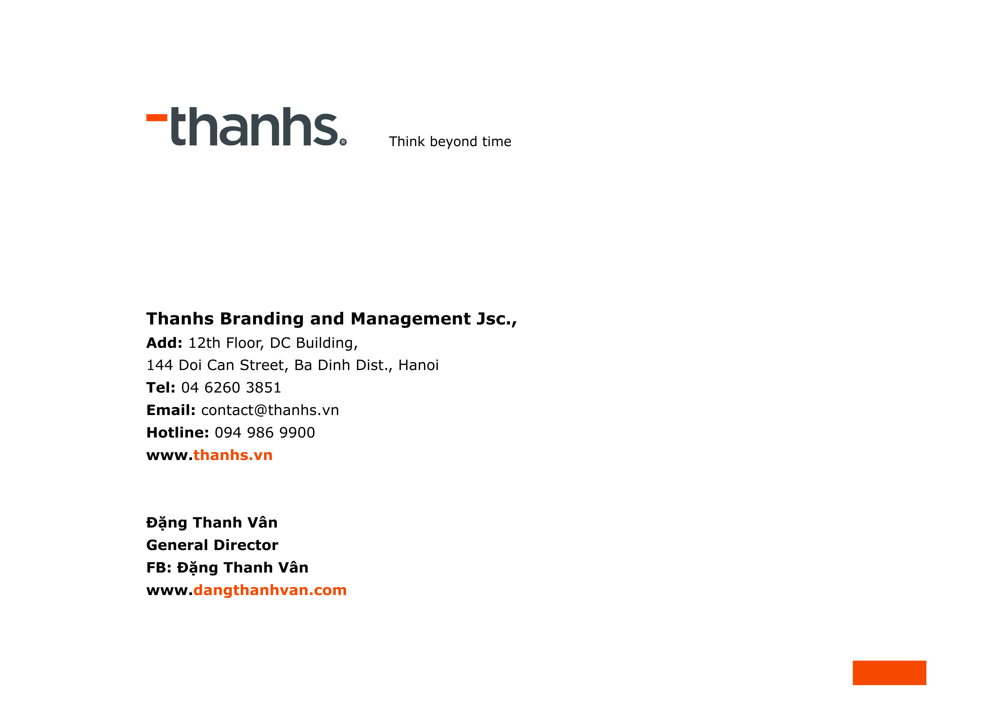 thanhs®
Think beyond time
Thanhs Branding and Management Jsc.,
Add: 12th Floor, DC Building,
144 Doi Can Street, Ba Dinh Dist., Hanoi
Tel: 04 6260 3851
Email: contact@thanhs.vn
Hotline: 094 986 9900
www.thanhs.vn
Đặng Thanh Vân
General Director
FB: Đặng Thanh Vân
www.dangthanhvan.com